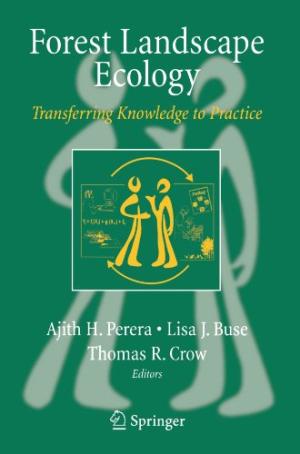 Forest Landscape
Ecology
Transferring Knowledge to Practice
Ajith H. Perera • Lisa J. Buse
Thomas R. Crow
Editors
Springer